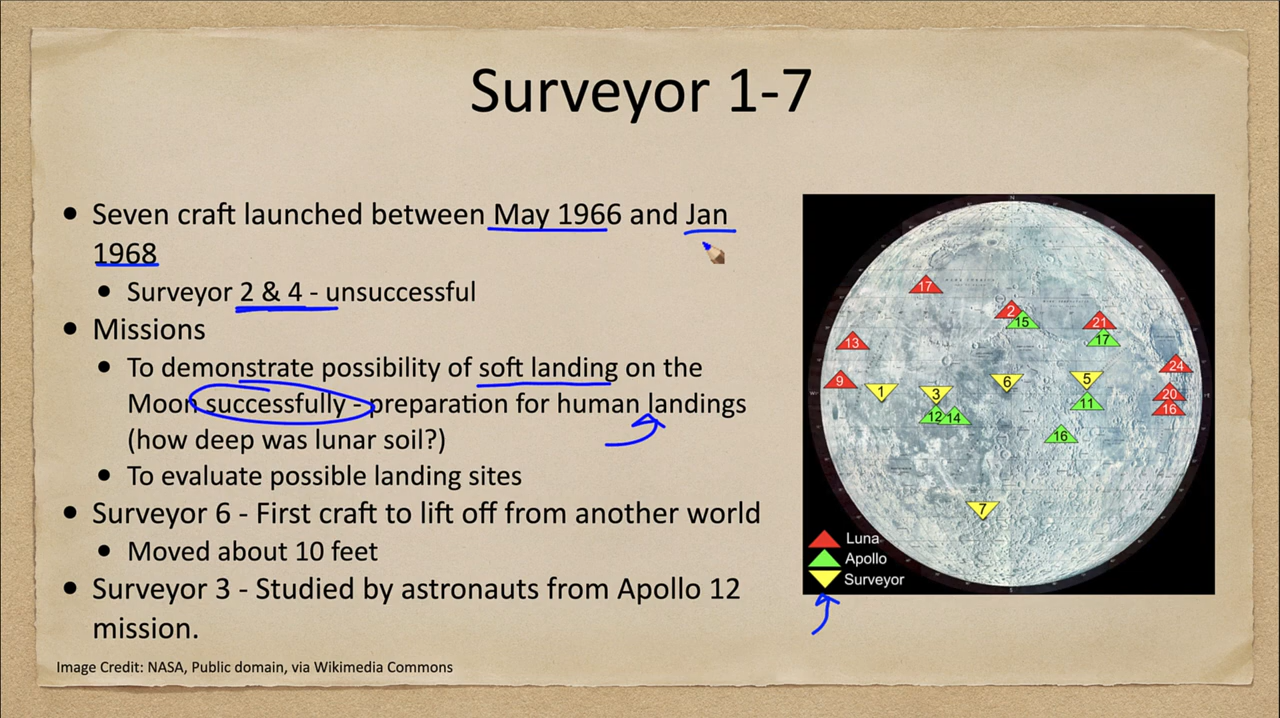 Surveyor 1-7
• Seven craft launched between May 1966 and Jan
1968
• Surveyor 2 & 4 - unsuccessful
• Missions
• To demonstrate possibility of soft landing on the
Moon successfully - preparation for human landings
(how deep was lunar soil?)
• To evaluate possible landing sites
• Surveyor 6 - First craft to lift off from another world
• Moved about 10 feet
• Surveyor 3 - Studied by astronauts from Apollo 12
mission.
Image Credit: NASA, Public domain, via Wikimedia Commons
17
2
15
21
17
13
24
9
1
3
6
5
20
11
16
12
14
16
7
Luna
Apollo
Surveyor